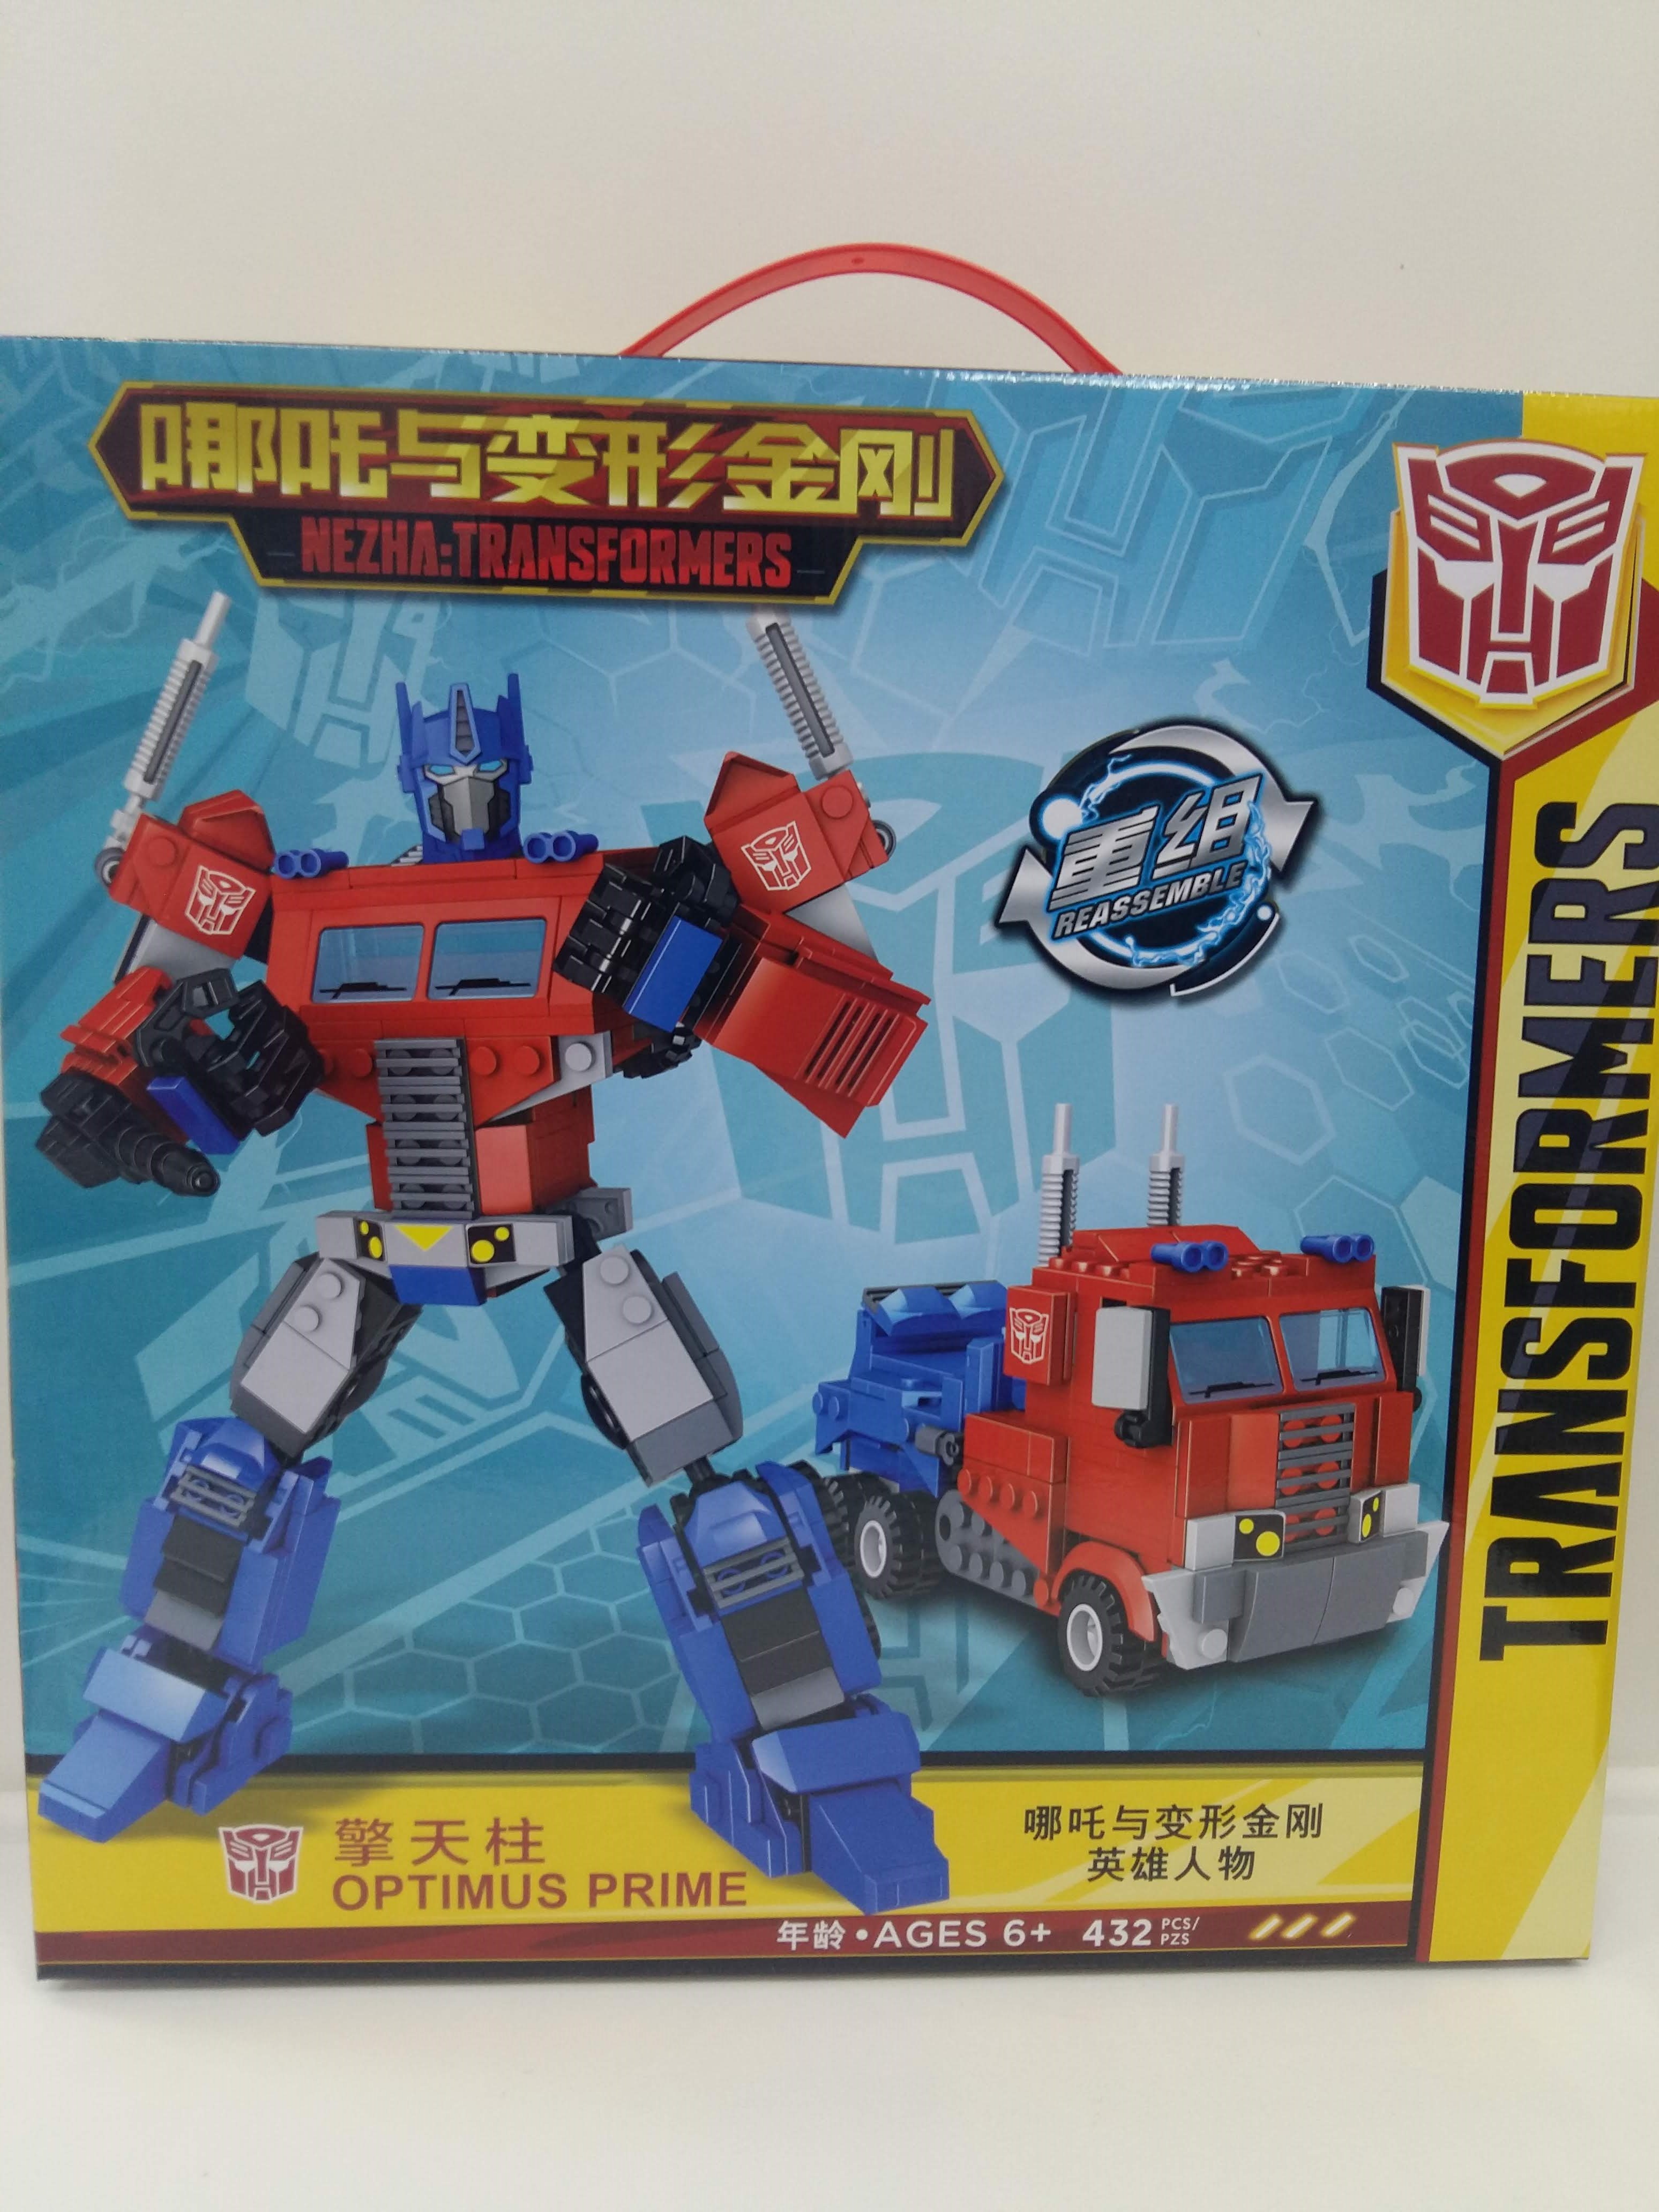 哪吒与变形金刚
NEZHA:TRANSFORMERS
重组
REASSEMBLE
TRANSFORMERS
擎天柱
OPTIMUS PRIME
哪吒与变形金刚
英雄人物
年龄•AGES 6+ 432 PCS/
PZS